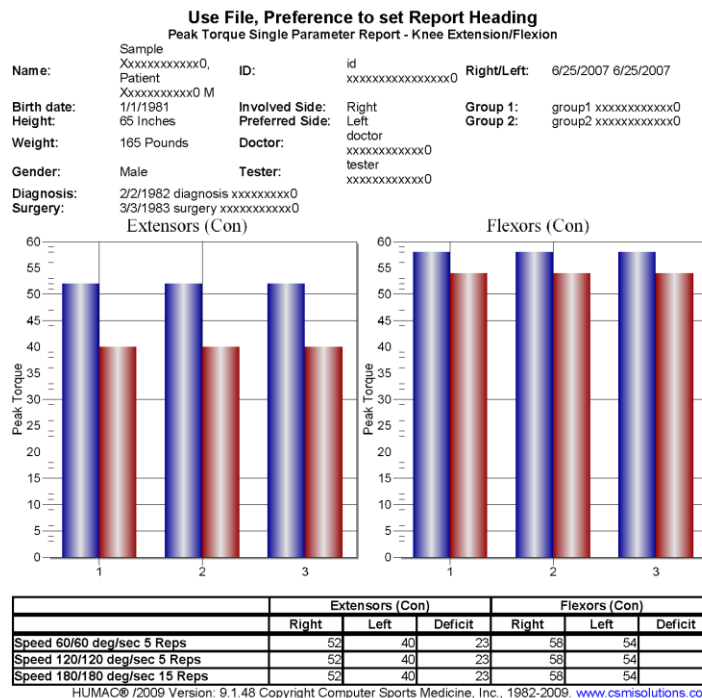 Use File, Preference to set Report Heading
Peak Torque Single Parameter Report - Knee Extension/Flexion
Name: Sample Xxxxxxxxxxx0, Patient Xxxxxxxxxx0 M ID: id xxxxxxxxxxxxxxxx0 Right/Left: 6/25/2007 6/25/2007
Birth date: 1/1/1981 Involved Side: Right Group 1: group1 xxxxxxxxxxxx0
Height: 65 Inches Preferred Side: Left Group 2: group2 xxxxxxxxxxxx0
Weight: 165 Pounds Doctor: doctor xxxxxxxxxxxx0
Gender: Male Tester: tester xxxxxxxxxxxx0
Diagnosis: 2/2/1982 diagnosis xxxxxxxxx0
Surgery: 3/3/1983 surgery xxxxxxxxxxx0
Extensors (Con) Flexors (Con)
Peak Torque
60
55
50
45
40
35
30
25
20
15
10
5
0
1 2 3
Peak Torque
60
55
50
45
40
35
30
25
20
15
10
5
0
1 2 3
Extensors (Con) Flexors (Con)
Right Left Deficit Right Left Deficit
Speed 60/60 deg/sec 5 Reps 52 40 23 58 54
Speed 120/120 deg/sec 5 Reps 52 40 23 58 54
Speed 180/180 deg/sec 15 Reps 52 40 23 58 54
HUMAC® /2009 Version: 9.1.48 Copyright Computer Sports Medicine, Inc., 1982-2009. www.csmisolutions.co